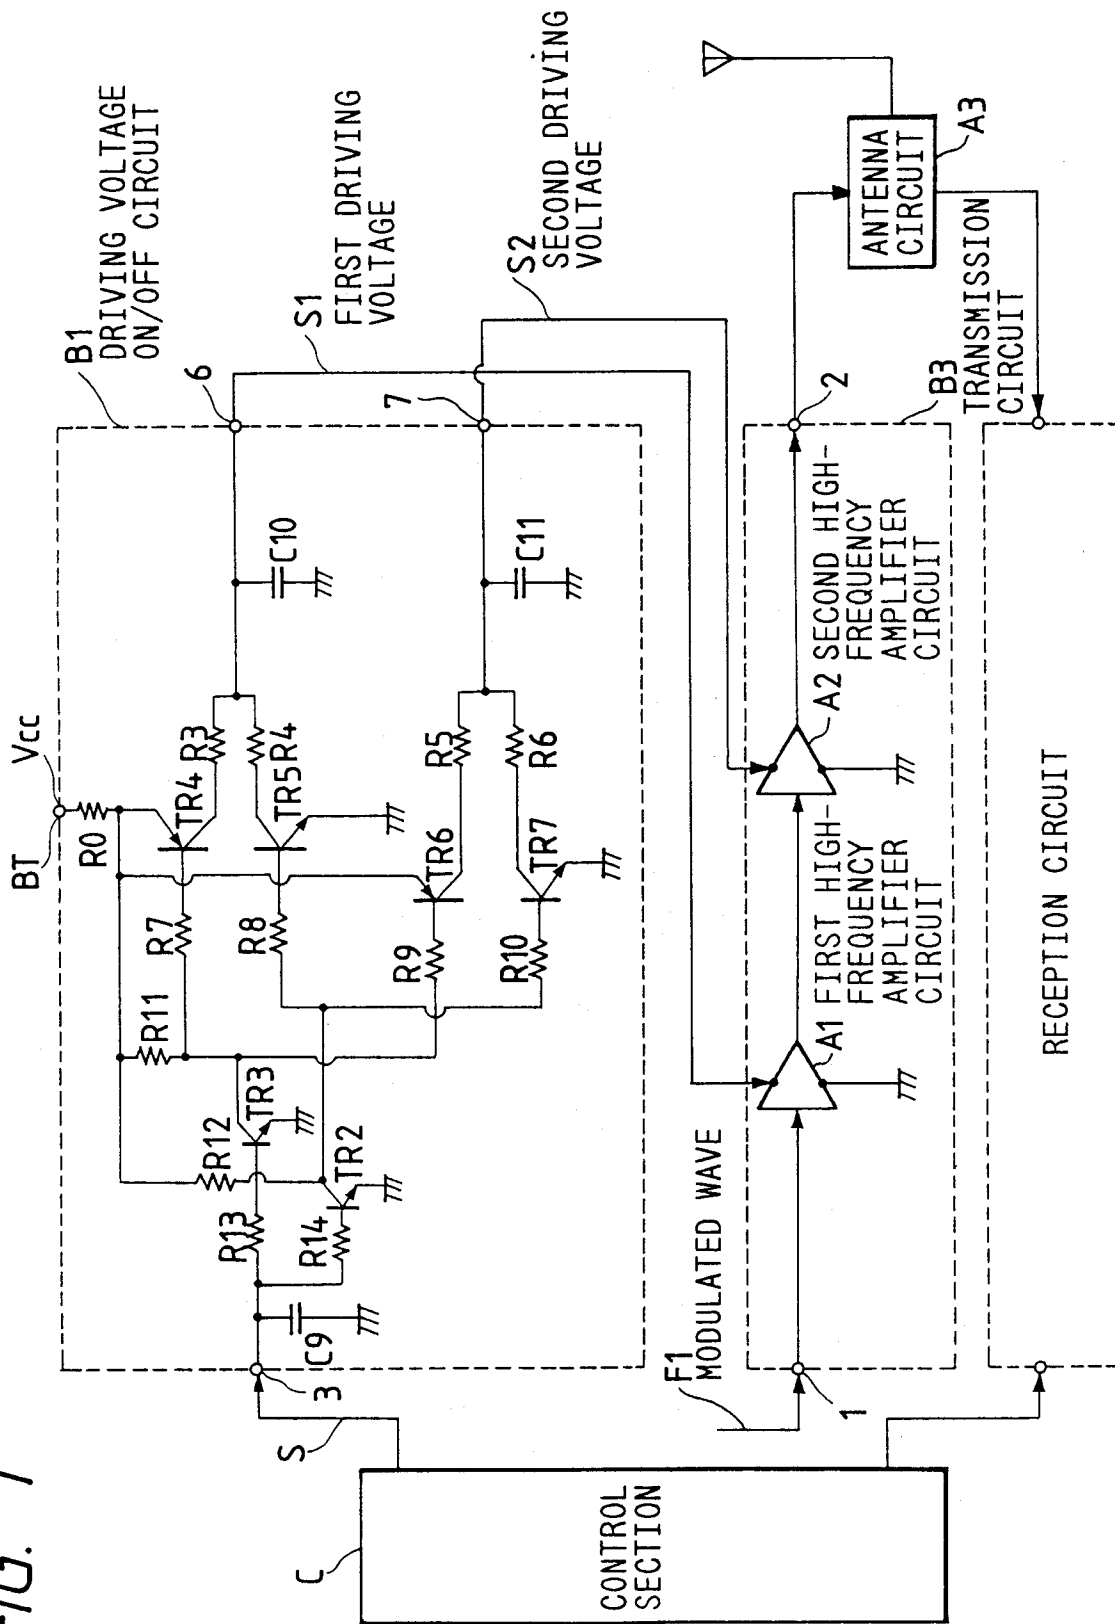 FIG. 1
B1
DRIVING VOLTAGE
ON/OFF CIRCUIT
BT
Vcc
R0
S1
FIRST DRIVING
VOLTAGE
S2
SECOND DRIVING
VOLTAGE
6
7
R11
R7
TR4
R3
R8
TR5
R4
C10
R12
TR3
R9
TR6
R5
R13
R14
TR2
R10
TR7
R6
C11
S
3
C9
C
CONTROL
SECTION
F1
MODULATED WAVE
1
A1
FIRST HIGH-
FREQUENCY
AMPLIFIER
CIRCUIT
A2
SECOND HIGH-
FREQUENCY
AMPLIFIER
CIRCUIT
2
B3
TRANSMISSION
CIRCUIT
ANTENNA
CIRCUIT
A3
RECEPTION CIRCUIT